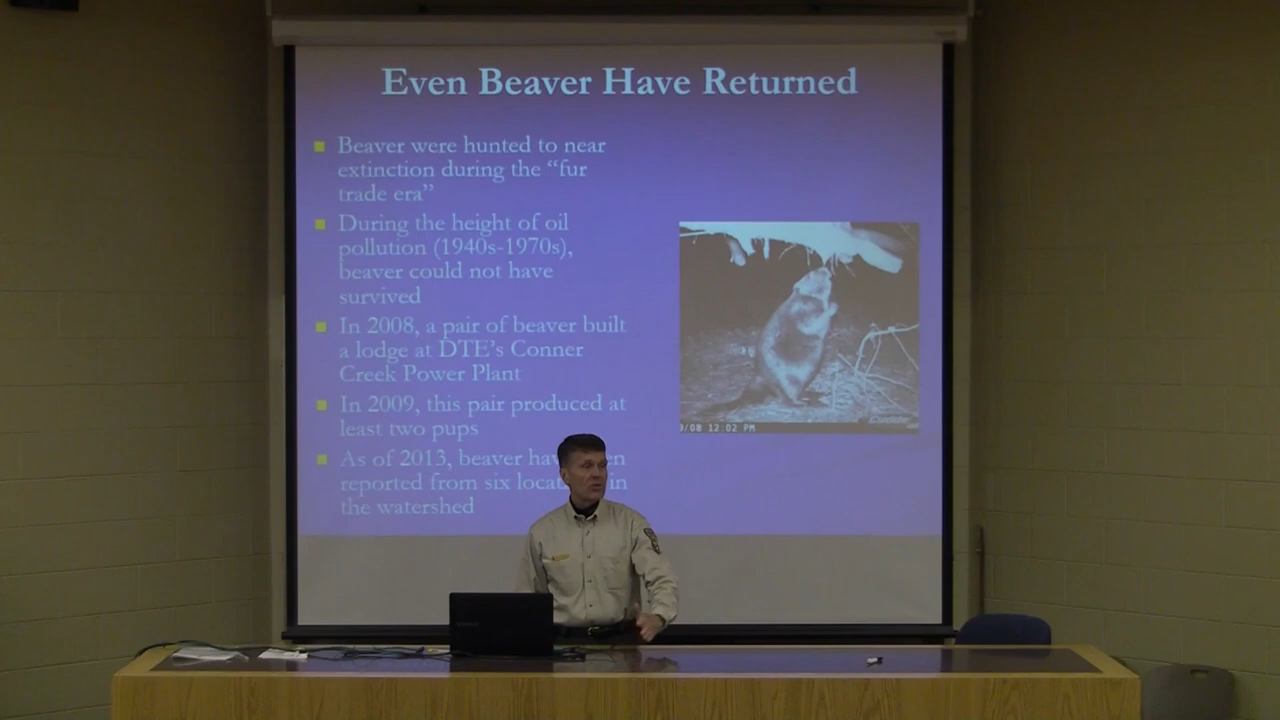 Even Beaver Have Returned
Beaver were hunted to near
extinction during the "fur
trade era"
During the height of oil
pollution (1940s-1970s),
beaver could not have
survived
In 2008, a pair of beaver built
a lodge at DTE's Conner
Creek Power Plant
In 2009, this pair produced at
least two pups
As of 2013, beaver
reported from six in
the watershed
/08 12:02 PM